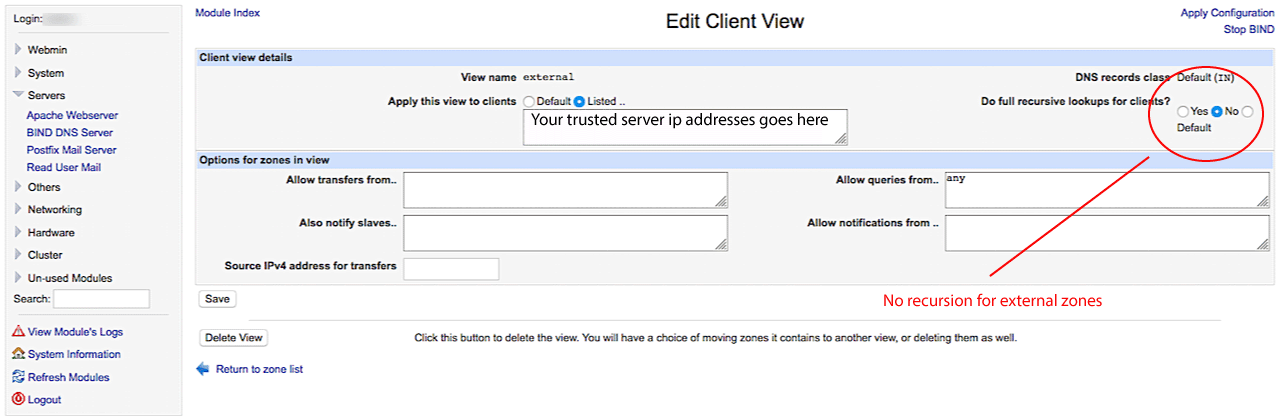 Login:
Module Index
Edit Client View
Apply Configuration
Stop BIND
Webmin
System
Servers
Apache Webserver
BIND DNS Server
Postfix Mail Server
Read User Mail
Others
Networking
Hardware
Cluster
Un-used Modules
Search:
View Module's Logs
System Information
Refresh Modules
Logout
Client view details
View name external
DNS records class Default (IN)
Apply this view to clients Default Listed ..
Your trusted server ip addresses goes here
Do full recursive lookups for clients? Yes No
Default
Options for zones in view
Allow transfers from..
Allow queries from.. any
Also notify slaves..
Allow notifications from ..
Source IPv4 address for transfers
No recursion for external zones
Save
Delete View
Click this button to delete the view. You will have a choice of moving zones it contains to another view, or deleting them as well.
Return to zone list